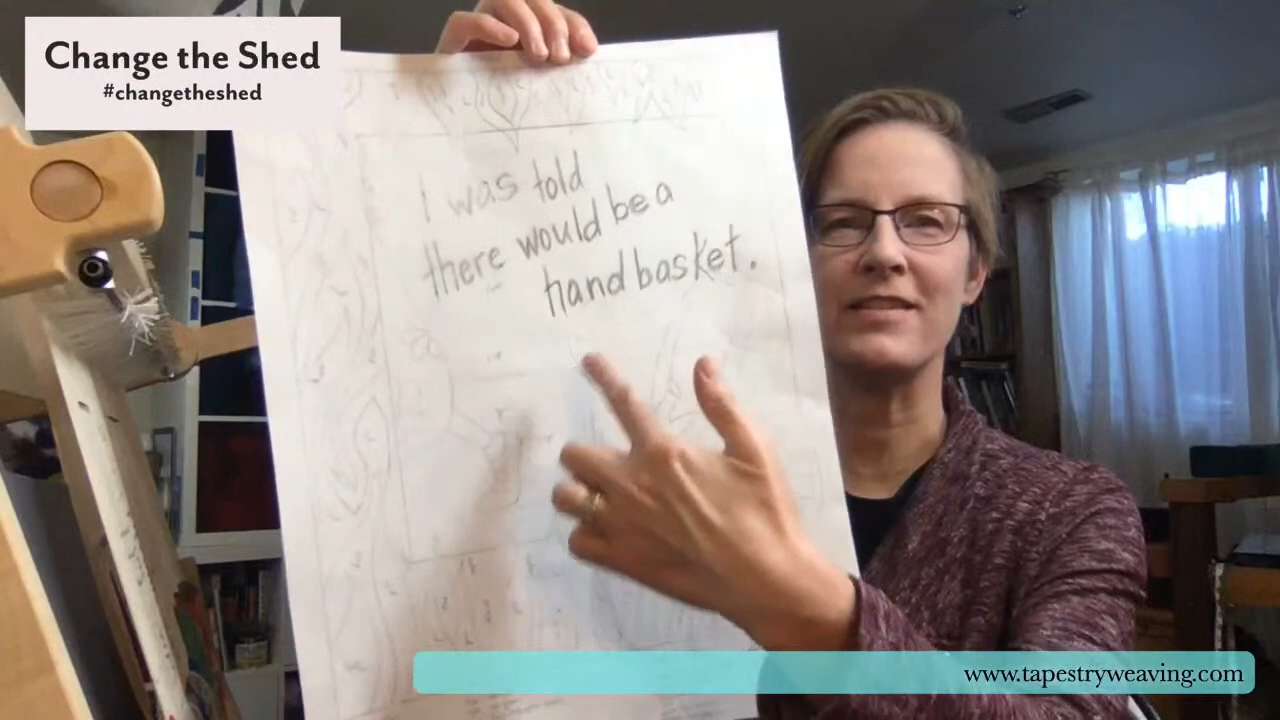 Change the Shed
#changetheshed
I was told
there would be a
handbasket.
www.tapestryweaving.com